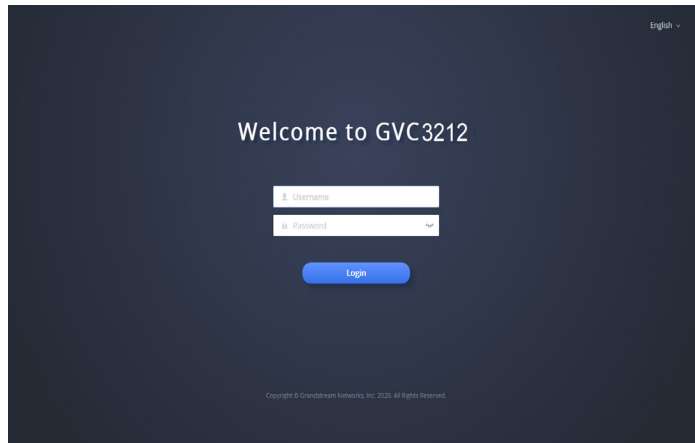 English
Welcome to GVC3212
Username
Password
Login
Copyright © Grandstream Networks, Inc. 2020. All Rights Reserved.